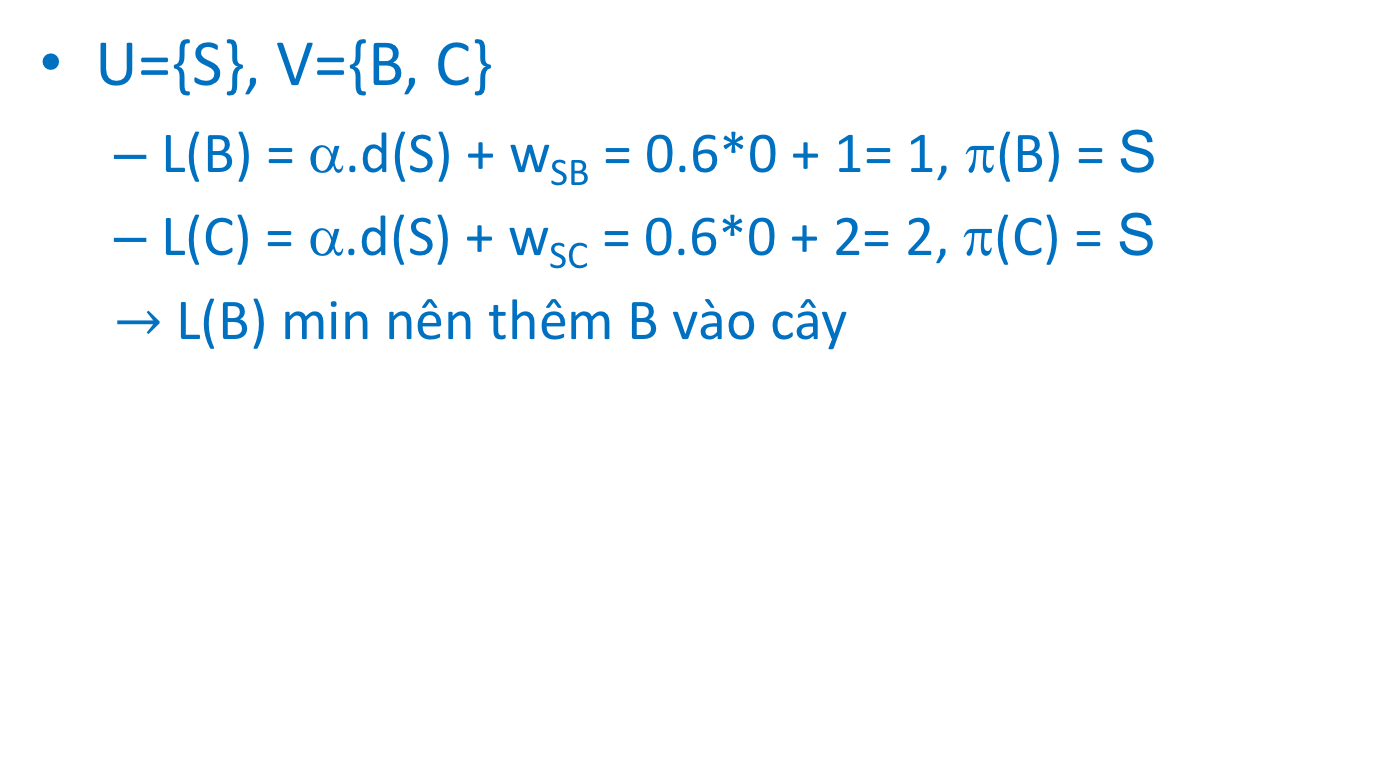 • U={S}, V={B, C}
– L(B) = α.d(S) + wSB = 0.6*0 + 1= 1, π(B) = S
– L(C) = α.d(S) + wSC = 0.6*0 + 2= 2, π(C) = S
→ L(B) min nên thêm B vào cây